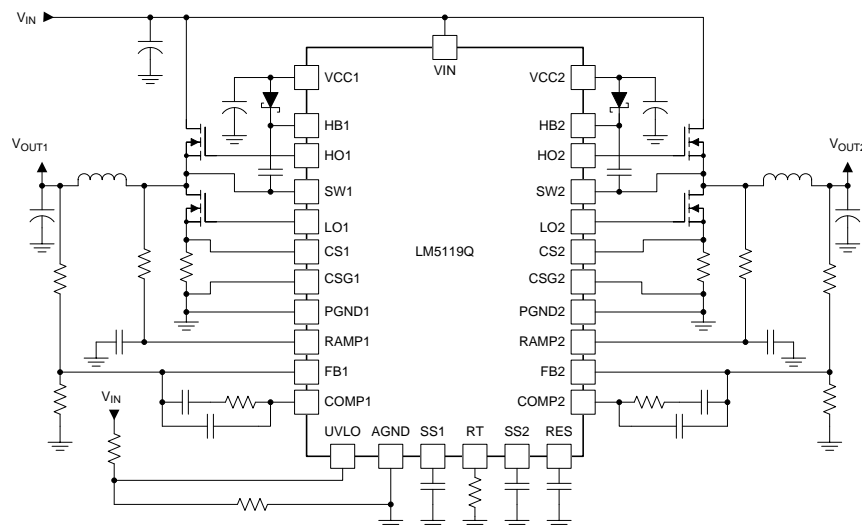 VIN
VIN
VCC1
VCC2
HB1
HB2
VOUT1
HO1
HO2
VOUT2
SW1
SW2
LO1
LO2
CS1
LM5119Q
CS2
CSG1
CSG2
PGND1
PGND2
RAMP1
RAMP2
FB1
FB2
VIN
COMP1
COMP2
UVLO
AGND
SS1
RT
SS2
RES